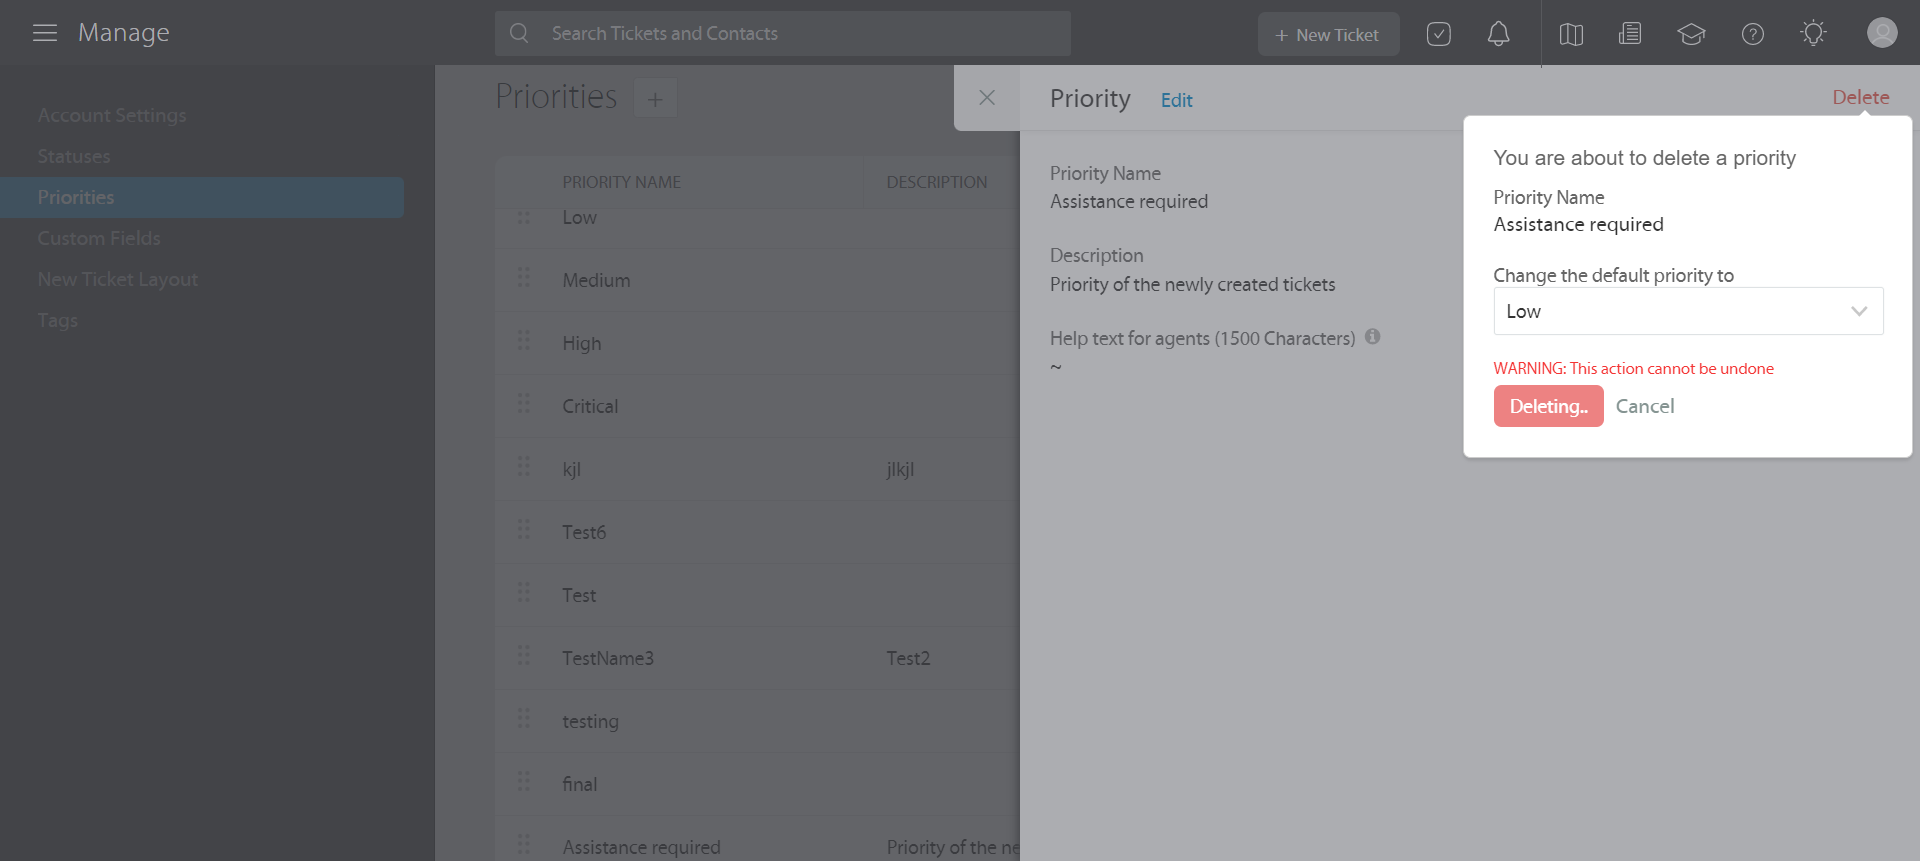 Manage
Search Tickets and Contacts
+ New Ticket
Account Settings
Statuses
Priorities
Custom Fields
New Ticket Layout
Tags
Priorities
+
PRIORITY NAME
DESCRIPTION
Low
Medium
High
Critical
kjl
jlkjl
Test6
Test
TestName3
Test2
testing
final
Assistance required
Priority of the ne
Priority
Edit
Delete
Priority Name
Assistance required
Description
Priority of the newly created tickets
Help text for agents (1500 Characters)
~
You are about to delete a priority
Priority Name
Assistance required
Change the default priority to
Low
WARNING: This action cannot be undone
Deleting..
Cancel